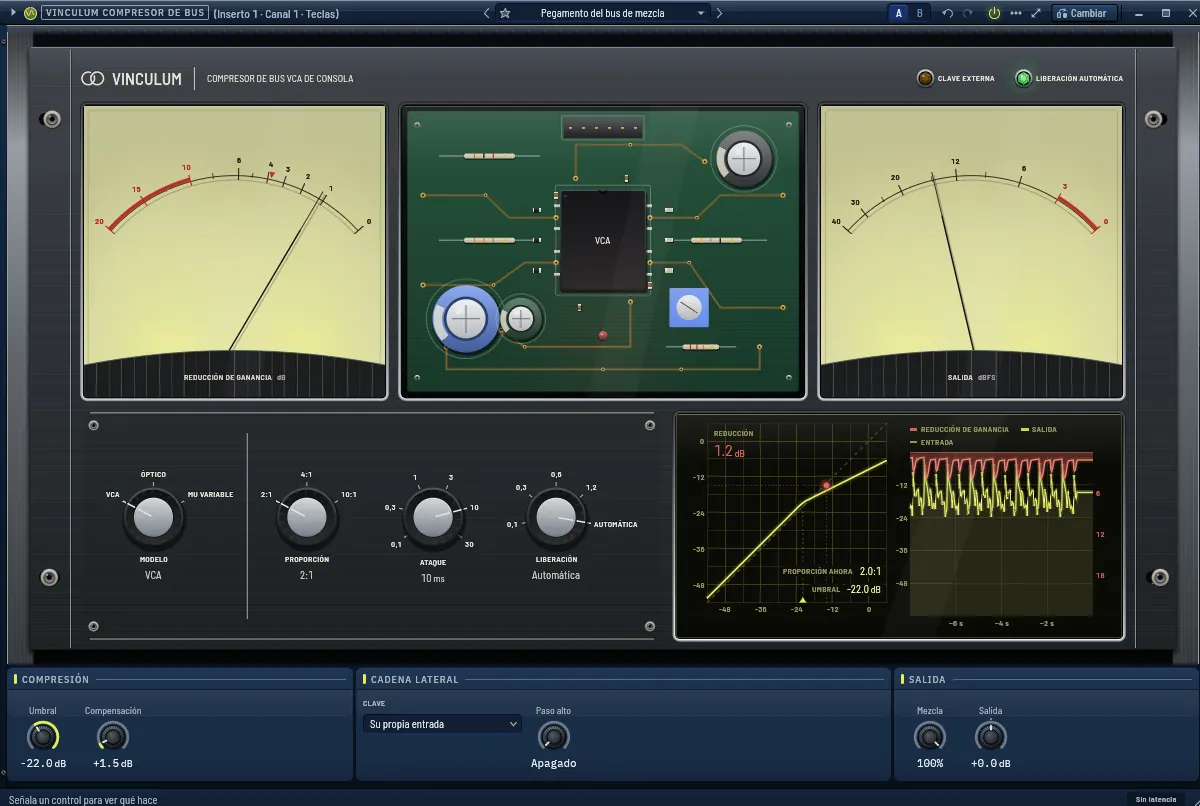 VINCULUM COMPRESOR DE BUS (Inserto 1 · Canal 1 · Teclas)
Pegamento del bus de mezcla
A B
Cambiar
VINCULUM COMPRESOR DE BUS VCA DE CONSOLA
CLAVE EXTERNA LIBERACIÓN AUTOMÁTICA
20 15 10 6 4 3 2 1 0
REDUCCIÓN DE GANANCIA dB
VCA
40 30 20 12 6 3 0
SALIDA dBFS
VCA ÓPTICO MU VARIABLE
MODELO
VCA
2:1 4:1 10:1
PROPORCIÓN
2:1
0,1 0,3 1 3 10 30
ATAQUE
10 ms
0,1 0,3 0,6 1,2 AUTOMÁTICA
LIBERACIÓN
Automática
REDUCCIÓN
1.2 dB
0
-12
-24
-36
-48
PROPORCIÓN AHORA 2.0:1
UMBRAL -22.0 dB
-48 -36 -24 -12 0
REDUCCIÓN DE GANANCIA SALIDA
ENTRADA
-12
-24
-36
-48
6
12
18
-6 s -4 s -2 s
COMPRESIÓN
Umbral Compensación
-22.0 dB +1.5 dB
CADENA LATERAL
CLAVE
Su propia entrada
Paso alto
Apagado
SALIDA
Mezcla Salida
100% +0.0 dB
Señala un control para ver qué hace
Sin latencia